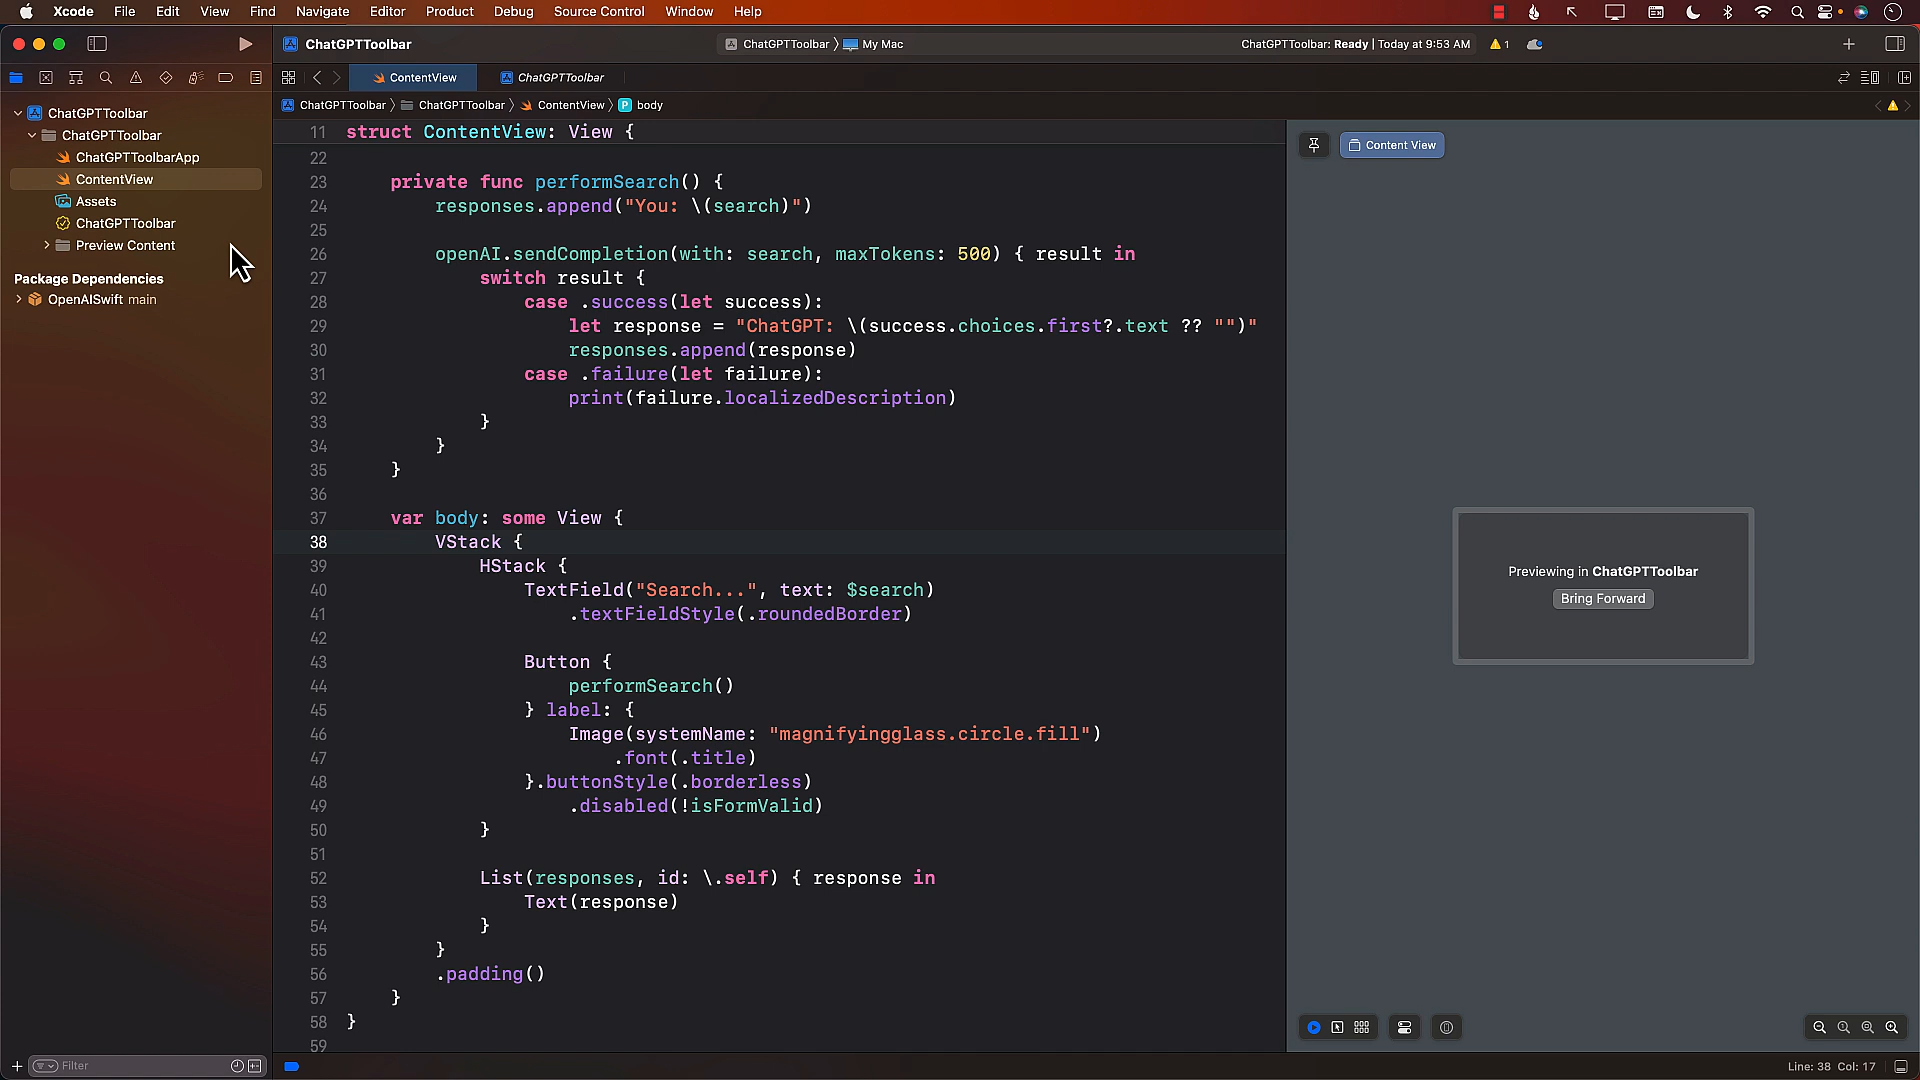 Xcode File Edit View Find Navigate Editor Product Debug Source Control Window Help
ChatGPTToolbar
ChatGPTToolbar 〉 My Mac
ChatGPTToolbar: Ready | Today at 9:53 AM
1
ContentView
ChatGPTToolbar
ChatGPTToolbar 〉 ChatGPTToolbar 〉 ContentView 〉 P body
ChatGPTToolbar
ChatGPTToolbar
ChatGPTToolbarApp
ContentView
Assets
ChatGPTToolbar
Preview Content
Package Dependencies
OpenAISwift main
Filter
11 struct ContentView: View {
22
23     private func performSearch() {
24         responses.append("You: \(search)")
25
26         openAI.sendCompletion(with: search, maxTokens: 500) { result in
27             switch result {
28                 case .success(let success):
29                     let response = "ChatGPT: \(success.choices.first?.text ?? "")"
30                     responses.append(response)
31                 case .failure(let failure):
32                     print(failure.localizedDescription)
33             }
34         }
35     }
36
37     var body: some View {
38         VStack {
39             HStack {
40                 TextField("Search...", text: $search)
41                     .textFieldStyle(.roundedBorder)
42
43                 Button {
44                     performSearch()
45                 } label: {
46                     Image(systemName: "magnifyingglass.circle.fill")
47                         .font(.title)
48                 }.buttonStyle(.borderless)
49                     .disabled(!isFormValid)
50             }
51
52             List(responses, id: \.self) { response in
53                 Text(response)
54             }
55         }
56         .padding()
57     }
58 }
59
Content View
Previewing in ChatGPTToolbar
Bring Forward
Line: 38 Col: 17